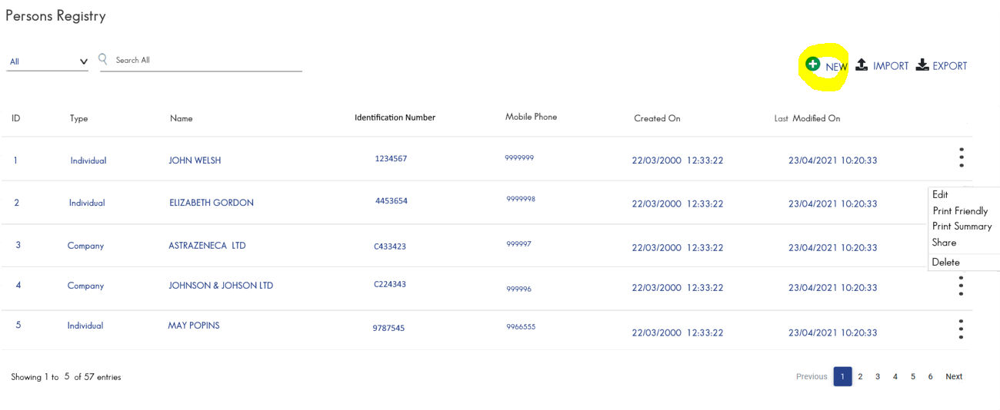 Persons Registry
All Search All NEW IMPORT EXPORT
ID Type Name Identification Number Mobile Phone Created On Last Modified On
1 Individual JOHN WELSH 1234567 9999999 22/03/2000 12:33:22 23/04/2021 10:20:33
2 Individual ELIZABETH GORDON 4453654 9999998 22/03/2000 12:33:22 23/04/2021 10:20:33
Edit
Print Friendly
Print Summary
Share
Delete
3 Company ASTRAZENECA LTD C433423 999997 22/03/2000 12:33:22 23/04/2021 10:20:33
4 Company JOHNSON & JOHSON LTD C224343 999996 22/03/2000 12:33:22 23/04/2021 10:20:33
5 Individual MAY POPINS 9787545 9966555 22/03/2000 12:33:22 23/04/2021 10:20:33
Showing 1 to 5 of 57 entries Previous 1 2 3 4 5 6 Next